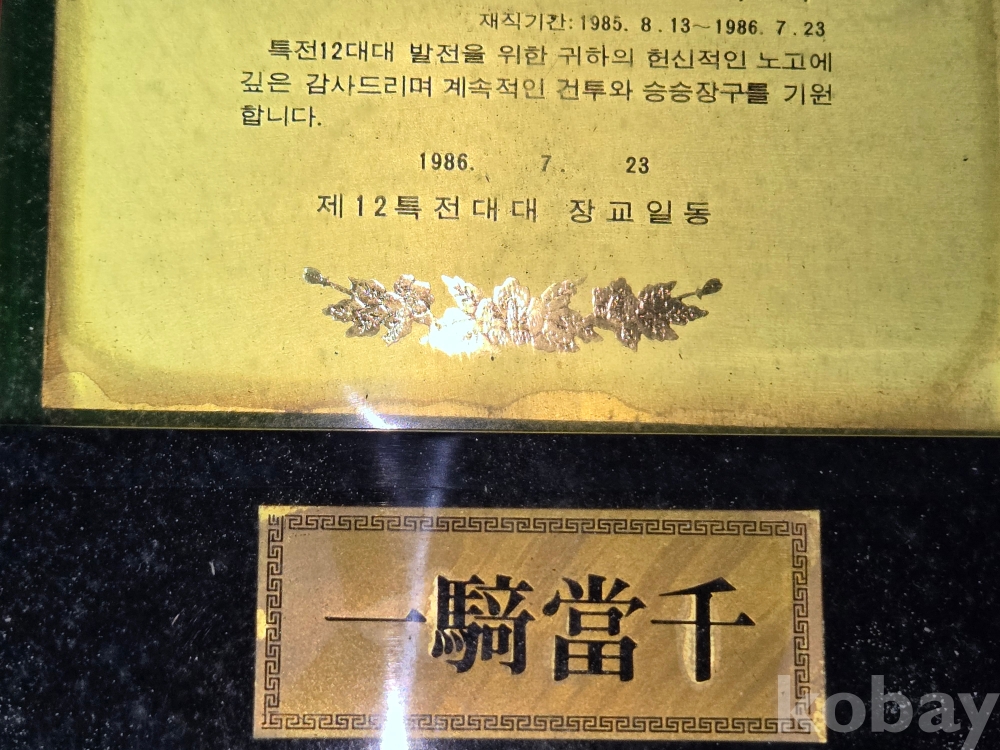 재직기간:1985. 8.13~1986. 7.23
특전12대대 발전을 위한 귀하의 헌신적인 노고에
깊은 감사드리며 계속적인 건투와 승승장구를 기원
합니다.
1986. 7. 23
제12특전대대 장교일동
一騎當千
kobay